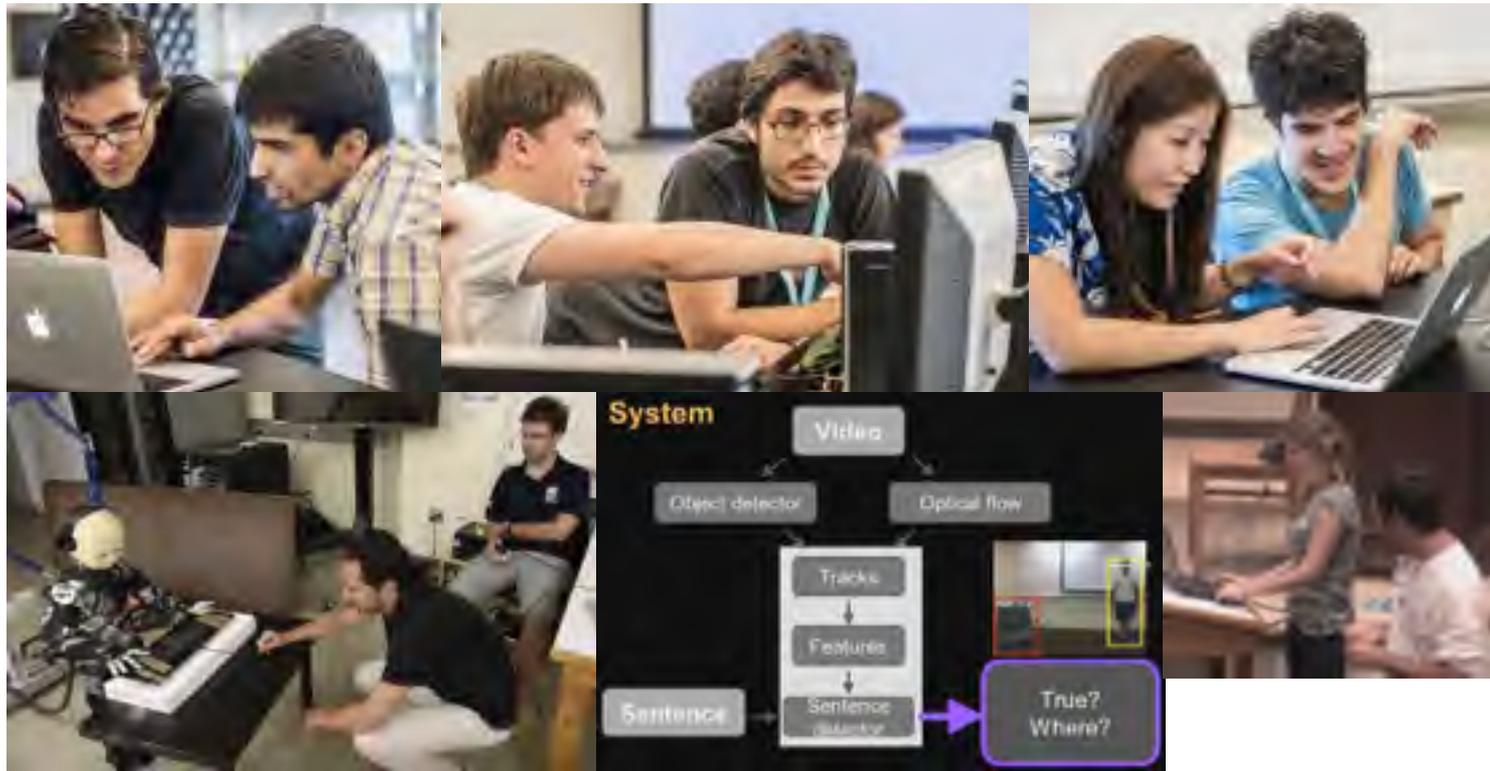 System
Video
Object detector
Optical flow
Tracks
Features
Sentence
Sentence
detector
True?
Where?